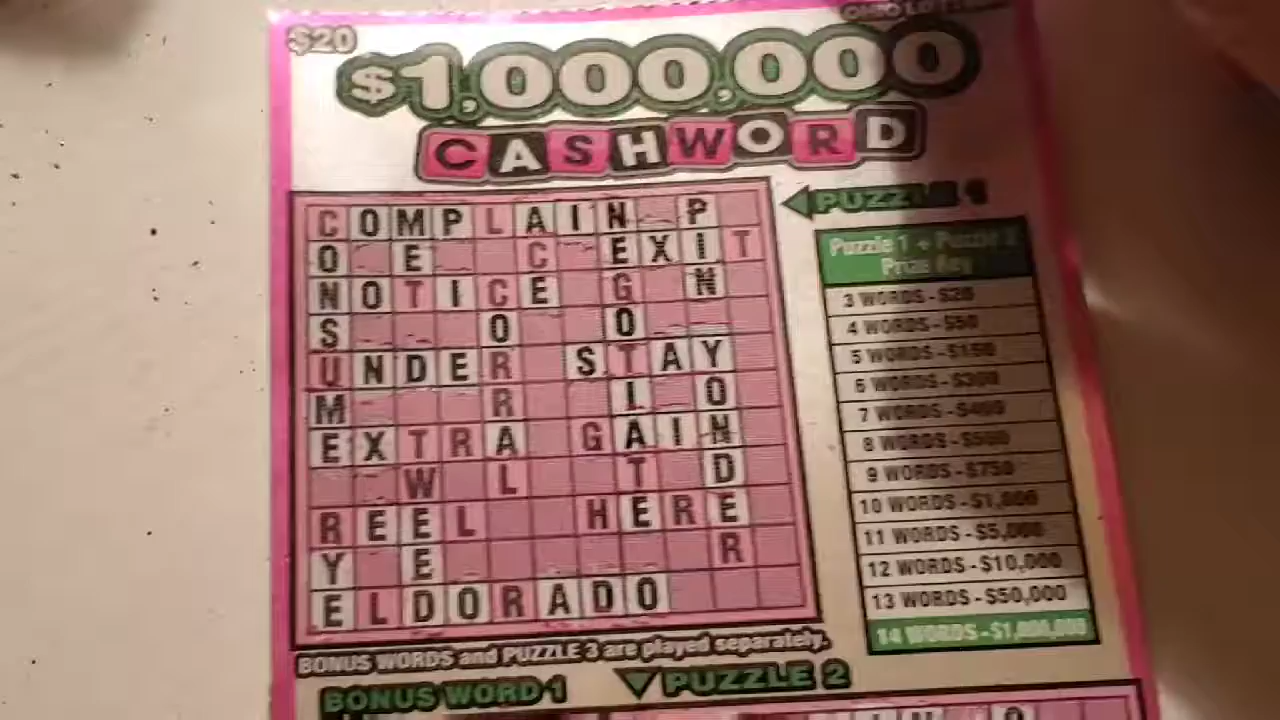 $20
$1,000,000
CASHWORD
PUZZLE 1
COMPLAIN P
O E C EXIT
NOTICE G N
S O O
UNDER STAY
M R I O
EXTRA GAIN
W L T D
REEL HERE
Y E R
ELDORADO
Puzzle 1 + Puzzle 2
Prize Key
3 WORDS - $20
4 WORDS - $50
5 WORDS - $150
6 WORDS - $300
7 WORDS - $400
8 WORDS - $500
9 WORDS - $750
10 WORDS - $1,000
11 WORDS - $5,000
12 WORDS - $10,000
13 WORDS - $50,000
14 WORDS - $1,000,000
BONUS WORDS and PUZZLE 3 are played separately.
BONUS WORD 1
PUZZLE 2